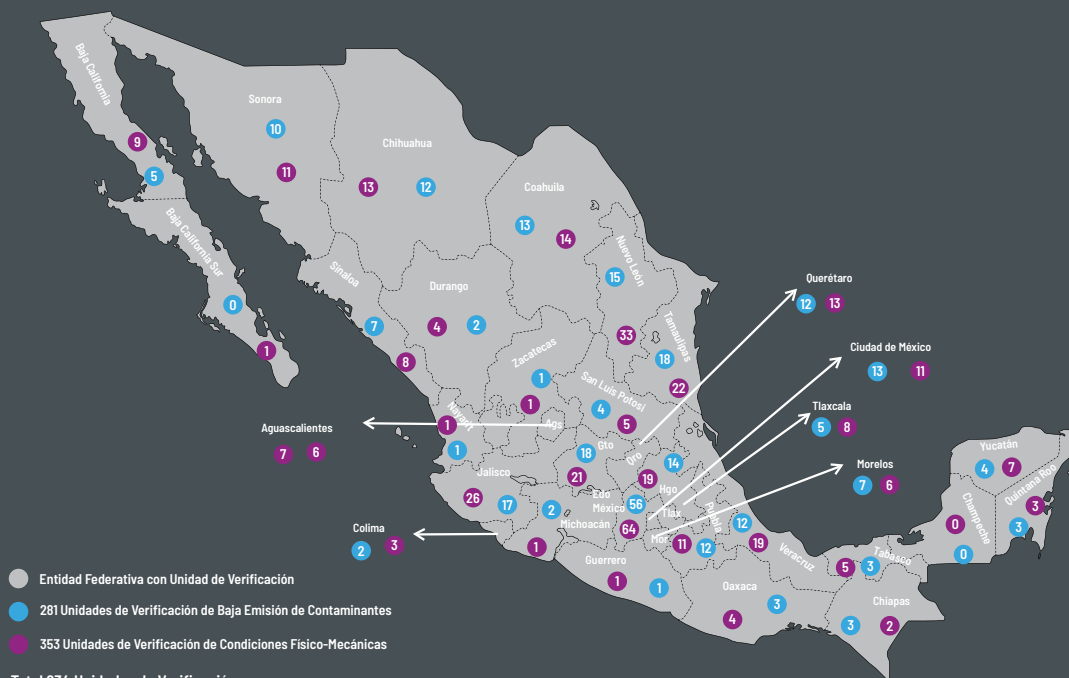 Baja California
9
5
Sonora
10
11
Chihuahua
13
12
Coahuila
13
14
Nuevo León
15
33
Baja California Sur
0
1
Sinaloa
7
8
Durango
4
2
Tamaulipas
18
22
Zacatecas
1
1
San Luis Potosí
4
5
Querétaro
12
13
Ciudad de México
13
11
Tlaxcala
5
8
Morelos
7
6
Nayarit
1
1
Ags
Aguascalientes
7
6
Gto
18
21
Qro
14
19
Hgo
Jalisco
26
17
Edo
México
56
64
Tlax
Michoacán
2
1
Mor
Puebla
11
12
12
19
Veracruz
Colima
2
3
Guerrero
1
1
Oaxaca
3
4
Tabasco
5
3
Chiapas
3
2
Champeche
0
0
Yucatán
4
7
Quintana Roo
3
3
Entidad Federativa con Unidad de Verificación
281 Unidades de Verificación de Baja Emisión de Contaminantes
353 Unidades de Verificación de Condiciones Físico-Mecánicas
Total 634 Unidades de Verificación